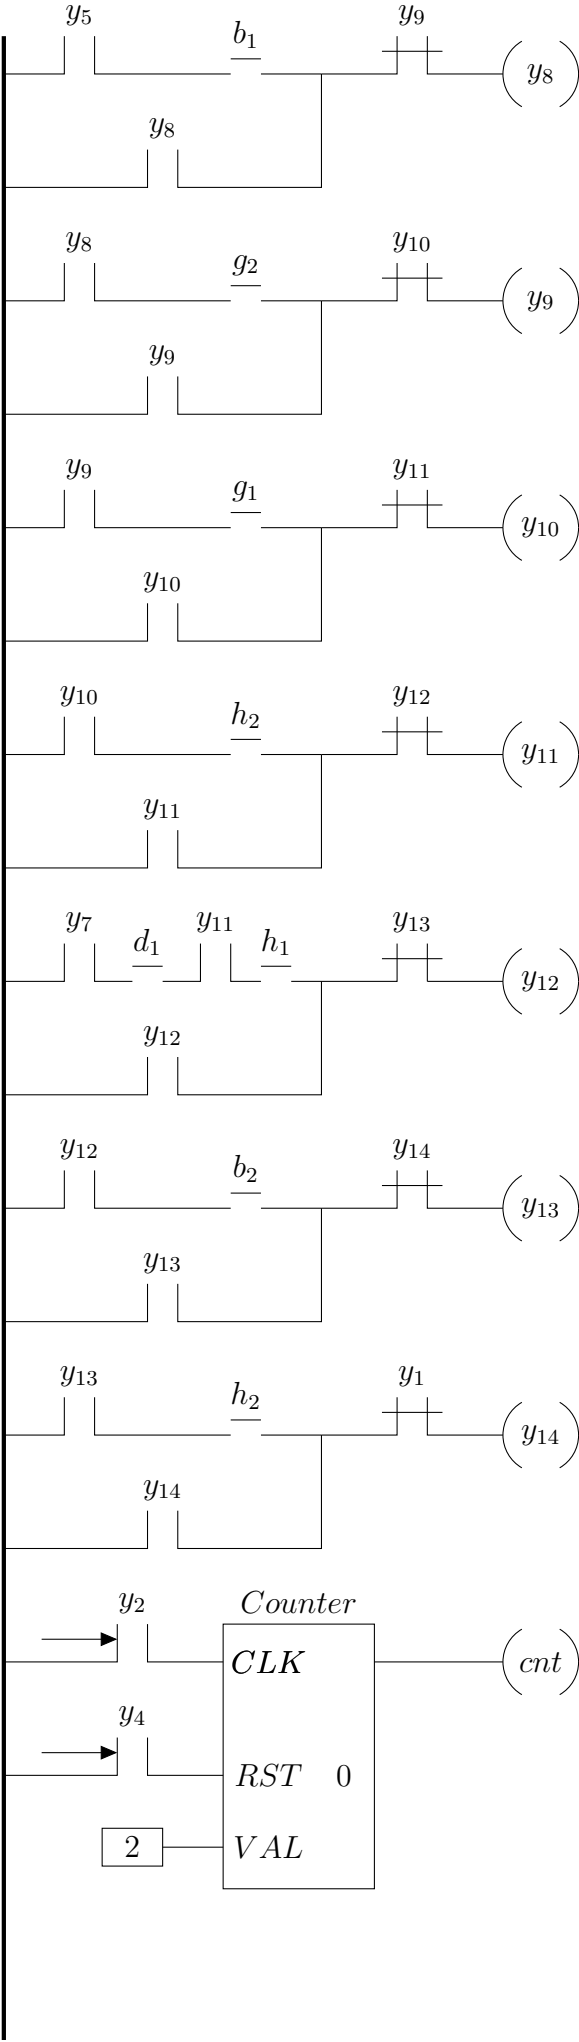 y5 b1 y9 y8
y8
y8 g2 y10 y9
y9
y9 g1 y11 y10
y10
y10 h2 y12 y11
y11
y7 d1 y11 h1 y13 y12
y12
y12 b2 y14 y13
y13
y13 h2 y1 y14
y14
y2 Counter
CLK cnt
y4
RST 0
2 VAL